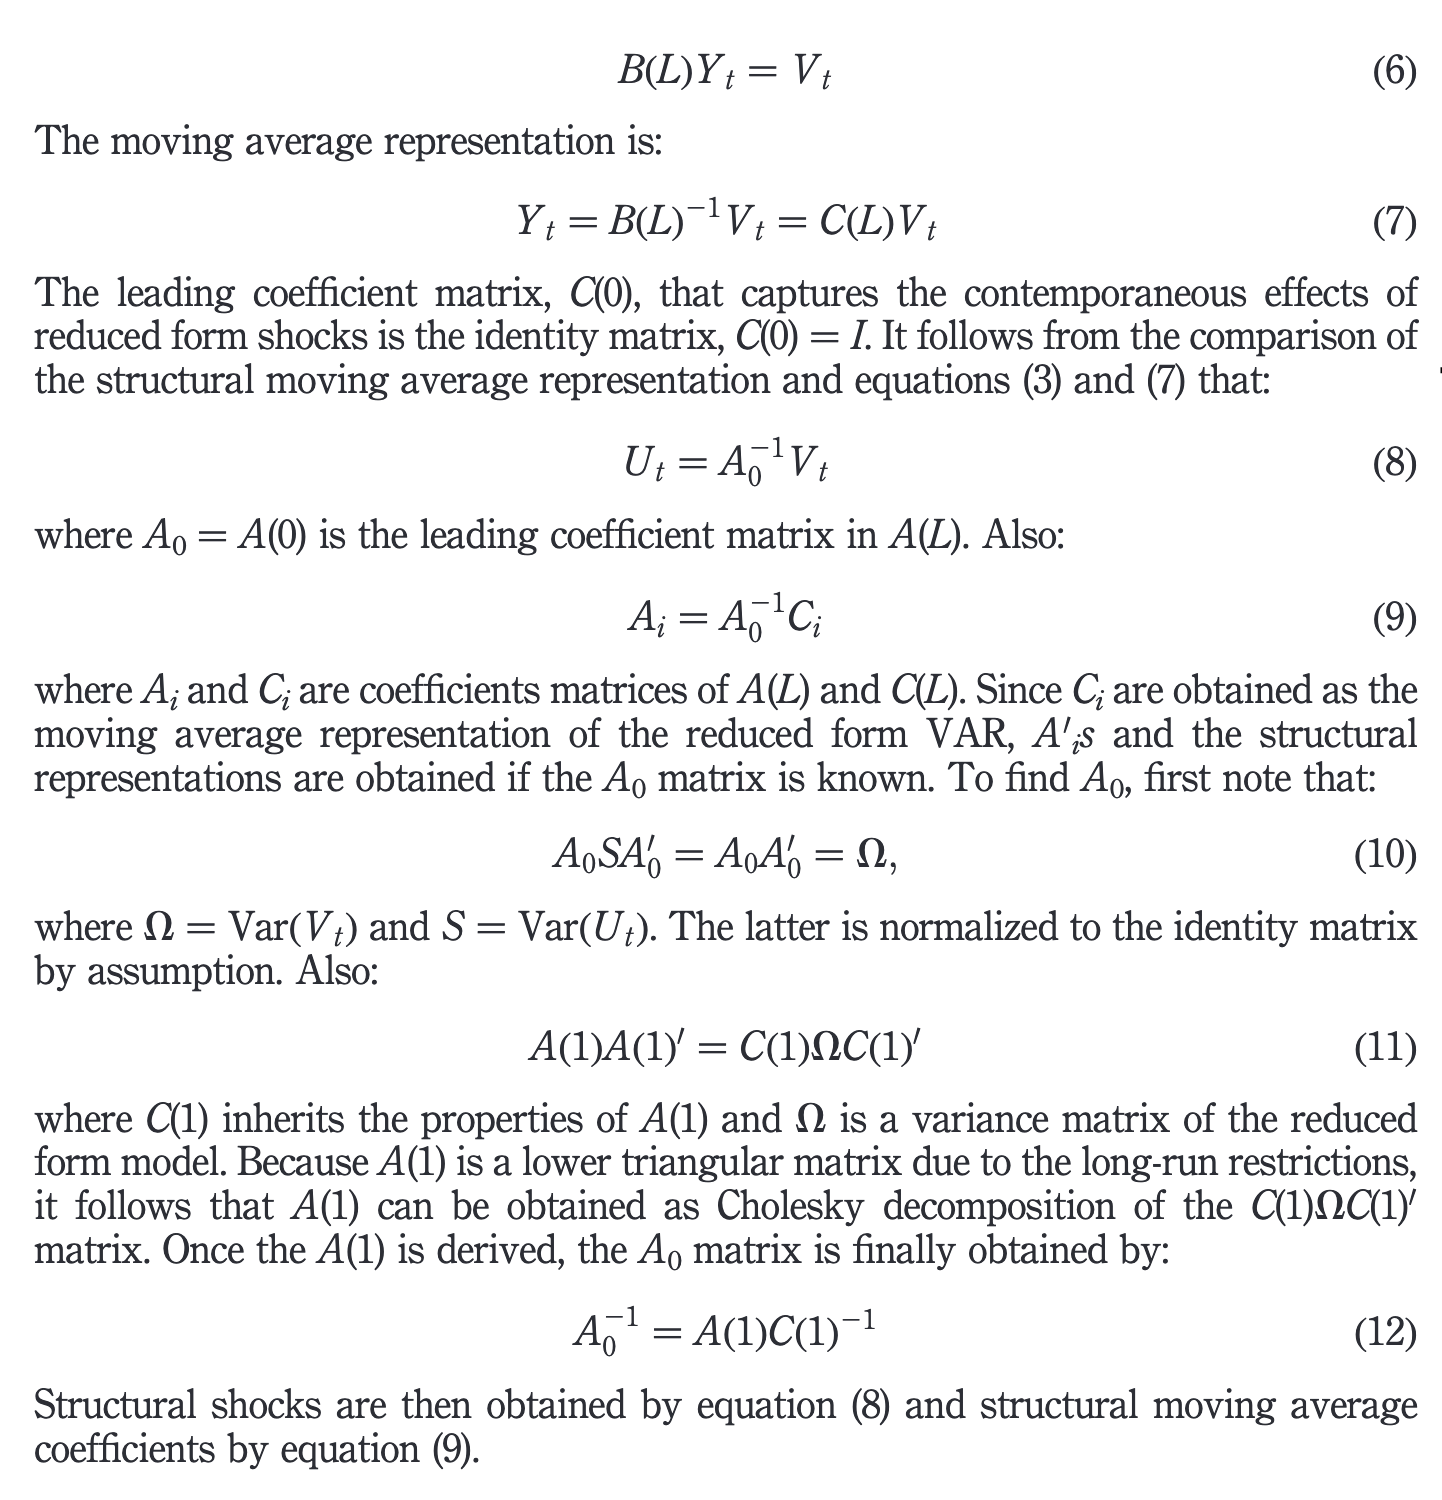 B(L)Y_t = V_t (6)
The moving average representation is:
Y_t = B(L)^{-1}V_t = C(L)V_t (7)
The leading coefficient matrix, C(0), that captures the contemporaneous effects of
reduced form shocks is the identity matrix, C(0) = I. It follows from the comparison of
the structural moving average representation and equations (3) and (7) that:
U_t = A_0^{-1}V_t (8)
where A_0 = A(0) is the leading coefficient matrix in A(L). Also:
A_i = A_0^{-1}C_i (9)
where A_i and C_i are coefficients matrices of A(L) and C(L). Since C_i are obtained as the
moving average representation of the reduced form VAR, A'_is and the structural
representations are obtained if the A_0 matrix is known. To find A_0, first note that:
A_0SA'_0 = A_0A'_0 = Ω, (10)
where Ω = Var(V_t) and S = Var(U_t). The latter is normalized to the identity matrix
by assumption. Also:
A(1)A(1)′ = C(1)ΩC(1)′ (11)
where C(1) inherits the properties of A(1) and Ω is a variance matrix of the reduced
form model. Because A(1) is a lower triangular matrix due to the long-run restrictions,
it follows that A(1) can be obtained as Cholesky decomposition of the C(1)ΩC(1)′
matrix. Once the A(1) is derived, the A_0 matrix is finally obtained by:
A_0^{-1} = A(1)C(1)^{-1} (12)
Structural shocks are then obtained by equation (8) and structural moving average
coefficients by equation (9).